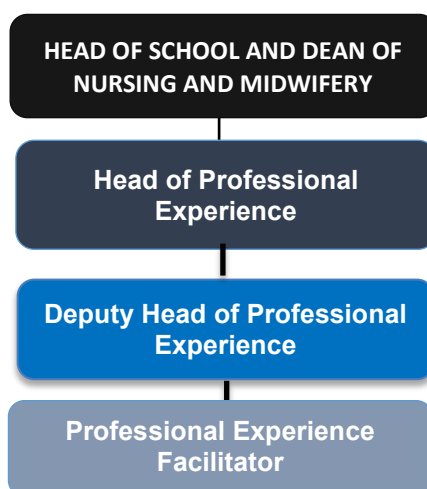 HEAD OF SCHOOL AND DEAN OF
NURSING AND MIDWIFERY
Head of Professional
Experience
Deputy Head of Professional
Experience
Professional Experience
Facilitator